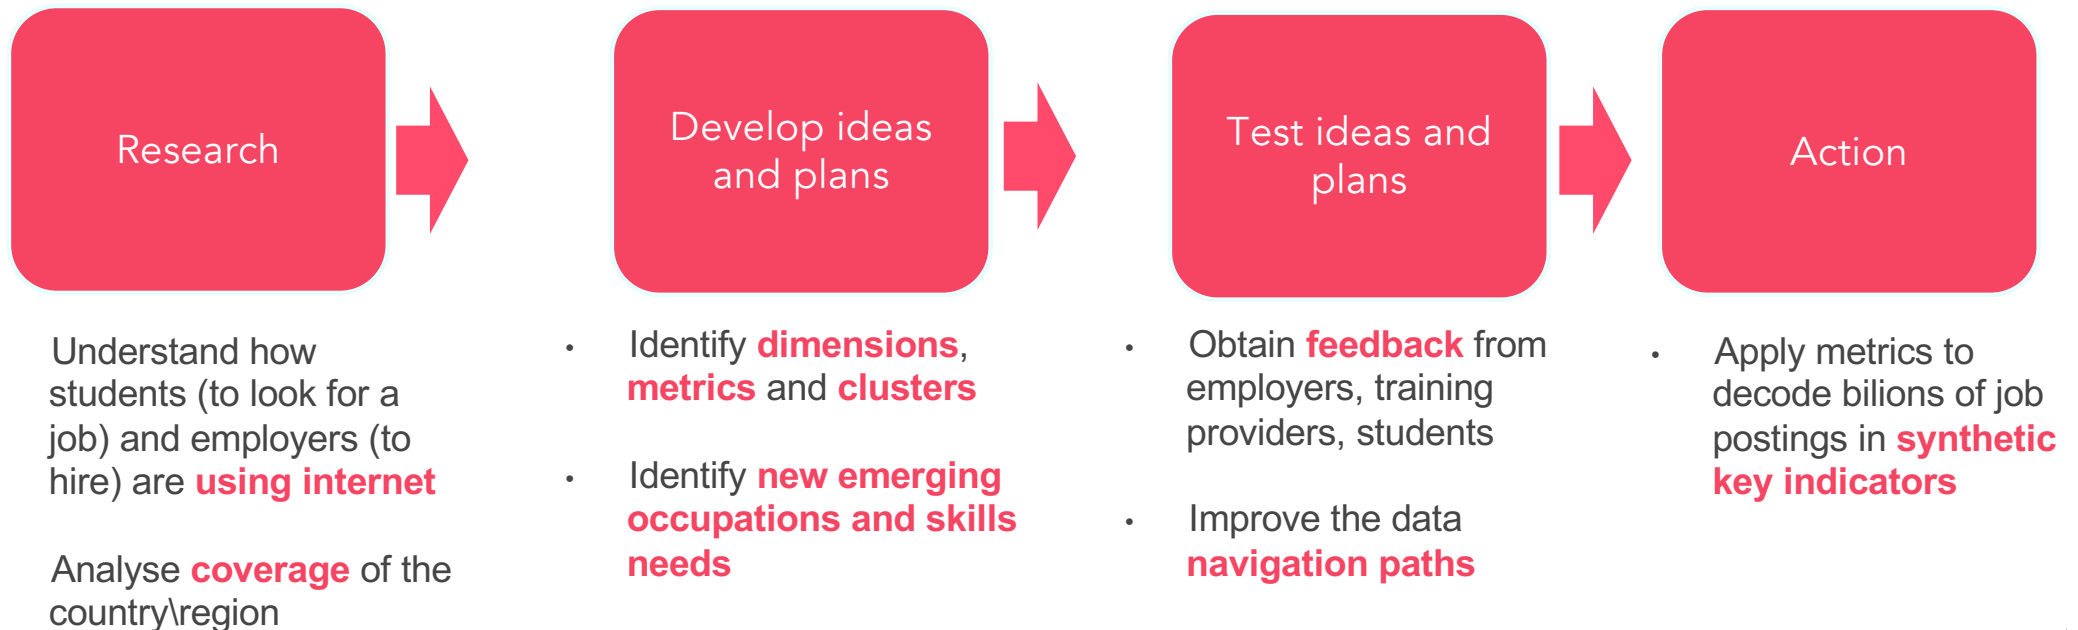 Research
Develop ideas
and plans
Test ideas and
plans
Action
Understand how
students (to look for a
job) and employers (to
hire) are using internet
Analyse coverage of the
country\region
• Identify dimensions,
metrics and clusters
• Identify new emerging
occupations and skills
needs
• Obtain feedback from
employers, training
providers, students
• Improve the data
navigation paths
• Apply metrics to
decode bilions of job
postings in synthetic
key indicators